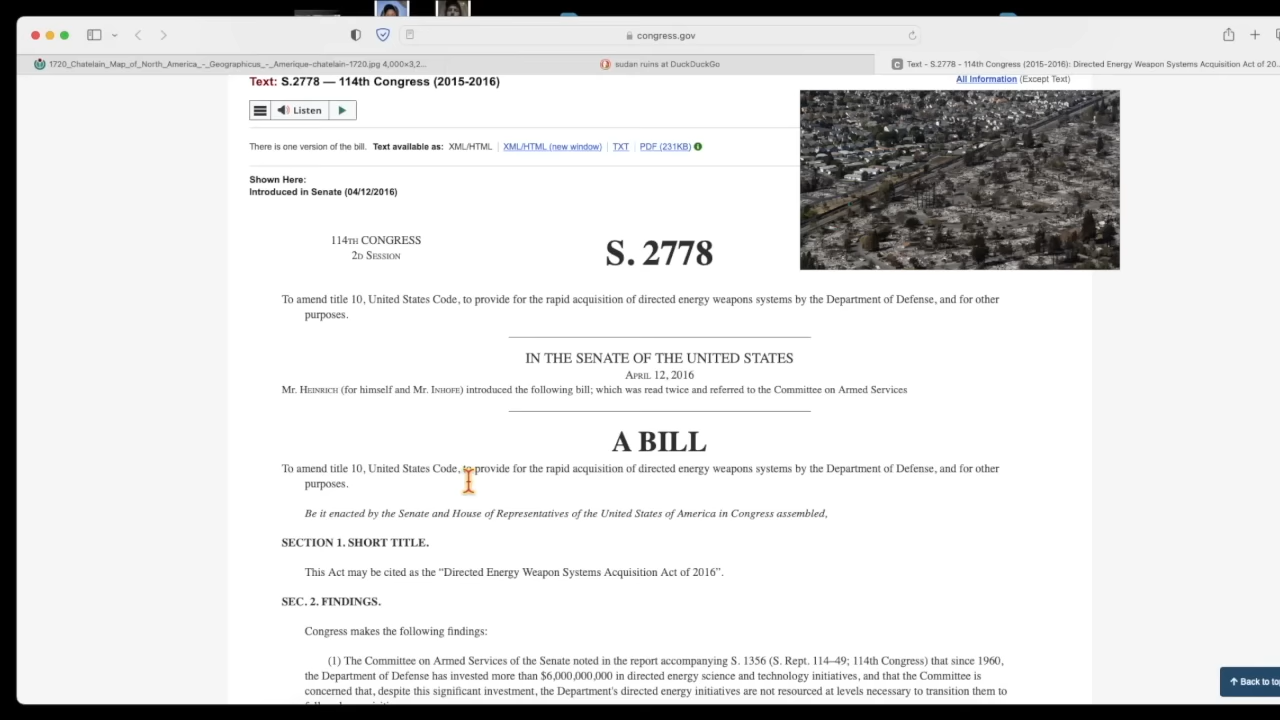 congress.gov
1720_Chatelain_Map_of_North_America_-_Geographicus_-_Amerique-chatelain-1720.jpg 4,000×3,2...
sudan ruins at DuckDuckGo
Text - S.2778 - 114th Congress (2015-2016): Directed Energy Weapon Systems Acquisition Act of 20...
Text: S.2778 — 114th Congress (2015-2016)
All Information (Except Text)
Listen
There is one version of the bill. Text available as: XML/HTML | XML/HTML (new window) | TXT | PDF (231KB)
Shown Here:
Introduced in Senate (04/12/2016)
114TH CONGRESS
2D SESSION
S. 2778
To amend title 10, United States Code, to provide for the rapid acquisition of directed energy weapons systems by the Department of Defense, and for other
purposes.
IN THE SENATE OF THE UNITED STATES
APRIL 12, 2016
Mr. HEINRICH (for himself and Mr. INHOFE) introduced the following bill; which was read twice and referred to the Committee on Armed Services
A BILL
To amend title 10, United States Code, to provide for the rapid acquisition of directed energy weapons systems by the Department of Defense, and for other
purposes.
Be it enacted by the Senate and House of Representatives of the United States of America in Congress assembled,
SECTION 1. SHORT TITLE.
This Act may be cited as the “Directed Energy Weapon Systems Acquisition Act of 2016”.
SEC. 2. FINDINGS.
Congress makes the following findings:
(1) The Committee on Armed Services of the Senate noted in the report accompanying S. 1356 (S. Rept. 114–49; 114th Congress) that since 1960,
the Department of Defense has invested more than $6,000,000,000 in directed energy science and technology initiatives, and that the Committee is
concerned that, despite this significant investment, the Department's directed energy initiatives are not resourced at levels necessary to transition them to
Back to top